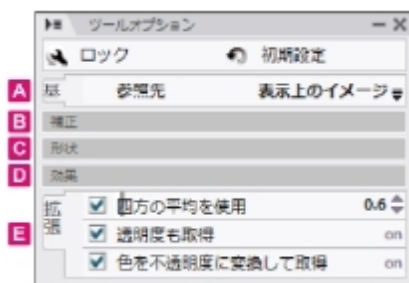 ツールオプション
ロック 初期設定
A 基 参照先 表示上のイメージ
B 補正
C 形状
D 効果
拡張 四方の平均を使用 0.6
E 透明度も取得 on
色を不透明度に変換して取得 on